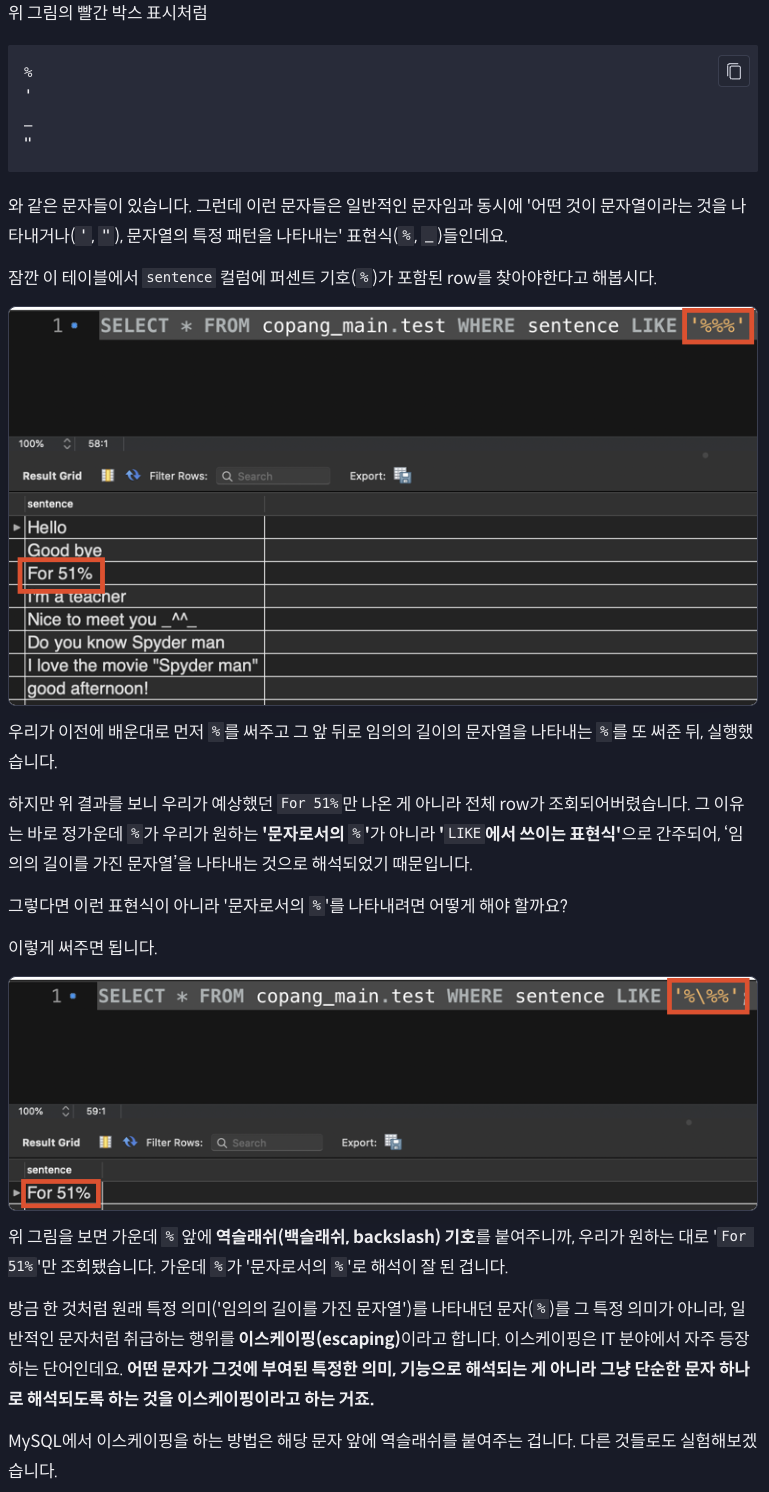 위 그림의 빨간 박스 표시처럼
%
'
_
"
와 같은 문자들이 있습니다. 그런데 이런 문자들은 일반적인 문자임과 동시에 '어떤 것이 문자열이라는 것을 나
타내거나(', "), 문자열의 특정 패턴을 나타내는' 표현식(%, _)들인데요.
잠깐 이 테이블에서 sentence 컬럼에 퍼센트 기호(%)가 포함된 row를 찾아야한다고 해봅시다.
1 SELECT * FROM copang_main.test WHERE sentence LIKE '%%%'
100% 58:1
Result Grid Filter Rows: Search Export:
sentence
Hello
Good bye
For 51%
I'm a teacher
Nice to meet you _^^_
Do you know Spyder man
I love the movie "Spyder man"
good afternoon!
우리가 이전에 배운대로 먼저 %를 써주고 그 앞 뒤로 임의의 길이의 문자열을 나타내는 %를 또 써준 뒤, 실행했
습니다.
하지만 위 결과를 보니 우리가 예상했던 For 51%만 나온 게 아니라 전체 row가 조회되어버렸습니다. 그 이유
는 바로 정가운데 %가 우리가 원하는 '문자로서의 %'가 아니라 'LIKE에서 쓰이는 표현식'으로 간주되어, ‘임
의의 길이를 가진 문자열’을 나타내는 것으로 해석되었기 때문입니다.
그렇다면 이런 표현식이 아니라 '문자로서의 %'를 나타내려면 어떻게 해야 할까요?
이렇게 써주면 됩니다.
1 SELECT * FROM copang_main.test WHERE sentence LIKE '%\%%';
100% 59:1
Result Grid Filter Rows: Search Export:
sentence
For 51%
위 그림을 보면 가운데 % 앞에 역슬래쉬(백슬래쉬, backslash) 기호를 붙여주니까, 우리가 원하는 대로 'For
51%'만 조회됐습니다. 가운데 %가 '문자로서의 %'로 해석이 잘 된 겁니다.
방금 한 것처럼 원래 특정 의미('임의의 길이를 가진 문자열')를 나타내던 문자(%)를 그 특정 의미가 아니라, 일
반적인 문자처럼 취급하는 행위를 이스케이핑(escaping)이라고 합니다. 이스케이핑은 IT 분야에서 자주 등장
하는 단어인데요. 어떤 문자가 그것에 부여된 특정한 의미, 기능으로 해석되는 게 아니라 그냥 단순한 문자 하나
로 해석되도록 하는 것을 이스케이핑이라고 하는 거죠.
MySQL에서 이스케이핑을 하는 방법은 해당 문자 앞에 역슬래쉬를 붙여주는 겁니다. 다른 것들로도 실험해보겠
습니다.